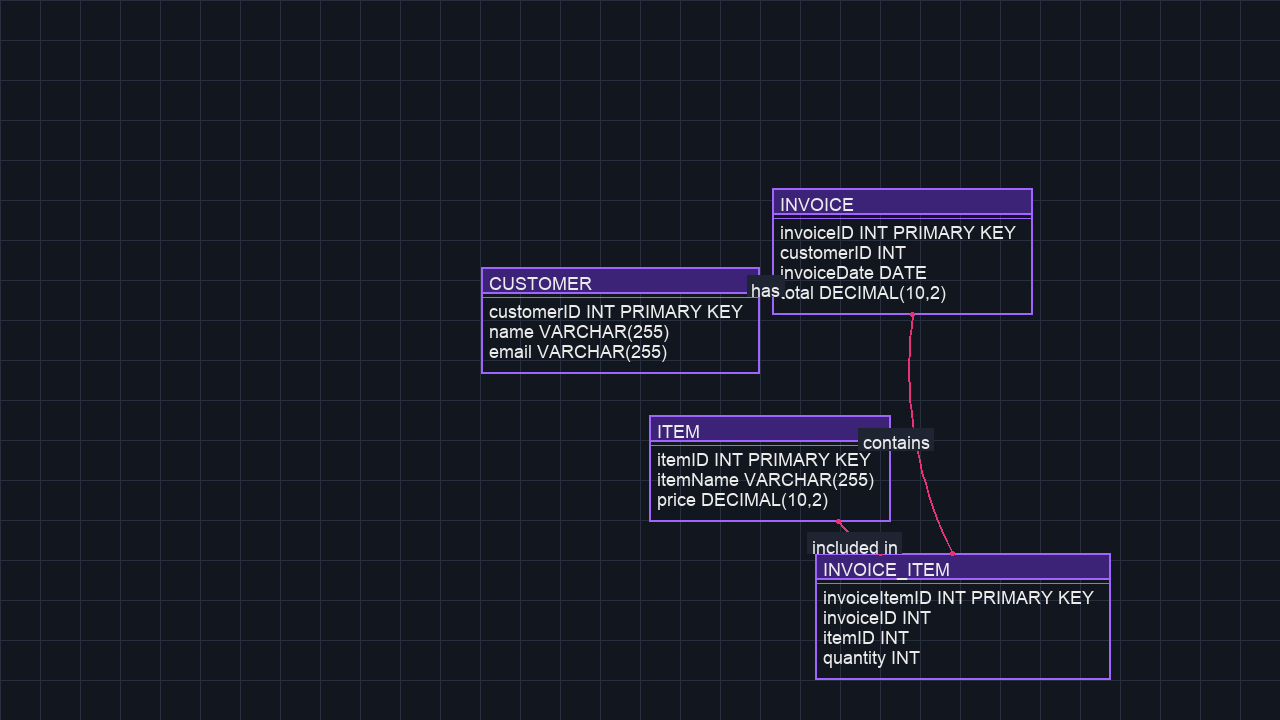 INVOICE
invoiceID INT PRIMARY KEY
customerID INT
invoiceDate DATE
total DECIMAL(10,2)
CUSTOMER
customerID INT PRIMARY KEY
name VARCHAR(255)
email VARCHAR(255)
has
ITEM
itemID INT PRIMARY KEY
itemName VARCHAR(255)
price DECIMAL(10,2)
contains
included in
INVOICE_ITEM
invoiceItemID INT PRIMARY KEY
invoiceID INT
itemID INT
quantity INT